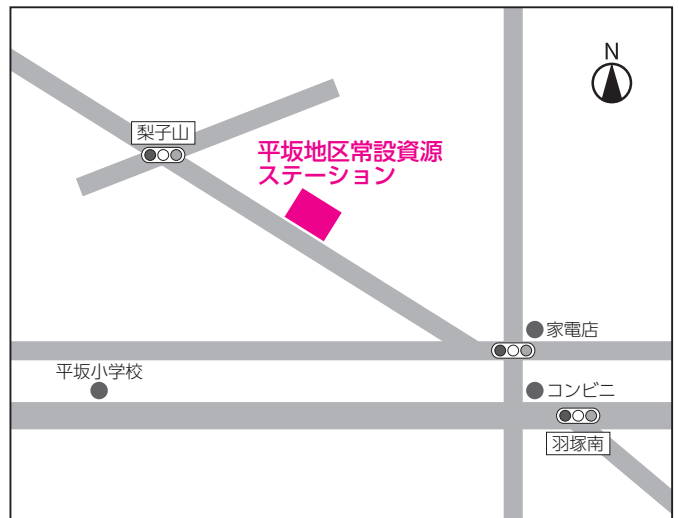 N
梨子山
平坂地区常設資源
ステーション
家電店
平坂小学校
コンビニ
羽塚南